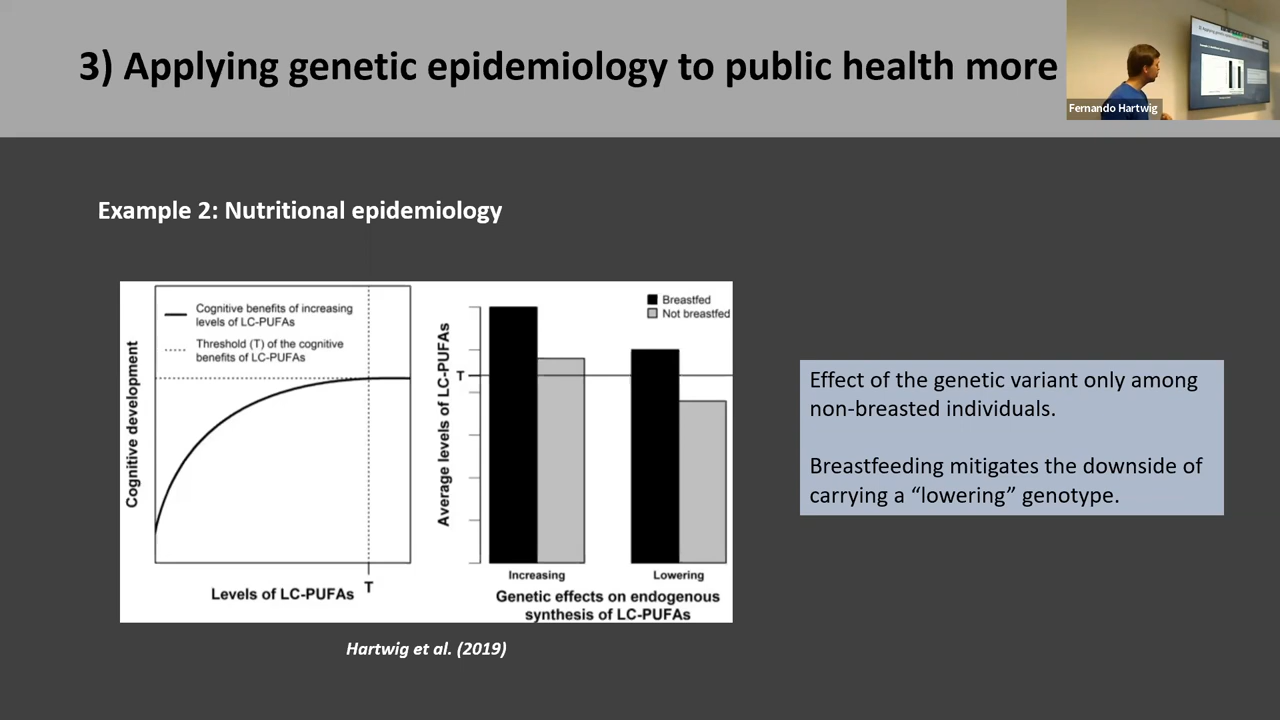 3) Applying genetic epidemiology to public health more
Fernando Hartwig
Example 2: Nutritional epidemiology
Cognitive benefits of increasing
levels of LC-PUFAs
Threshold (T) of the cognitive
benefits of LC-PUFAs
Cognitive development
Levels of LC-PUFAs
T
Breastfed
Not breastfed
Average levels of LC-PUFAs
T
Increasing
Lowering
Genetic effects on endogenous
synthesis of LC-PUFAs
Hartwig et al. (2019)
Effect of the genetic variant only among
non-breasted individuals.
Breastfeeding mitigates the downside of
carrying a “lowering” genotype.